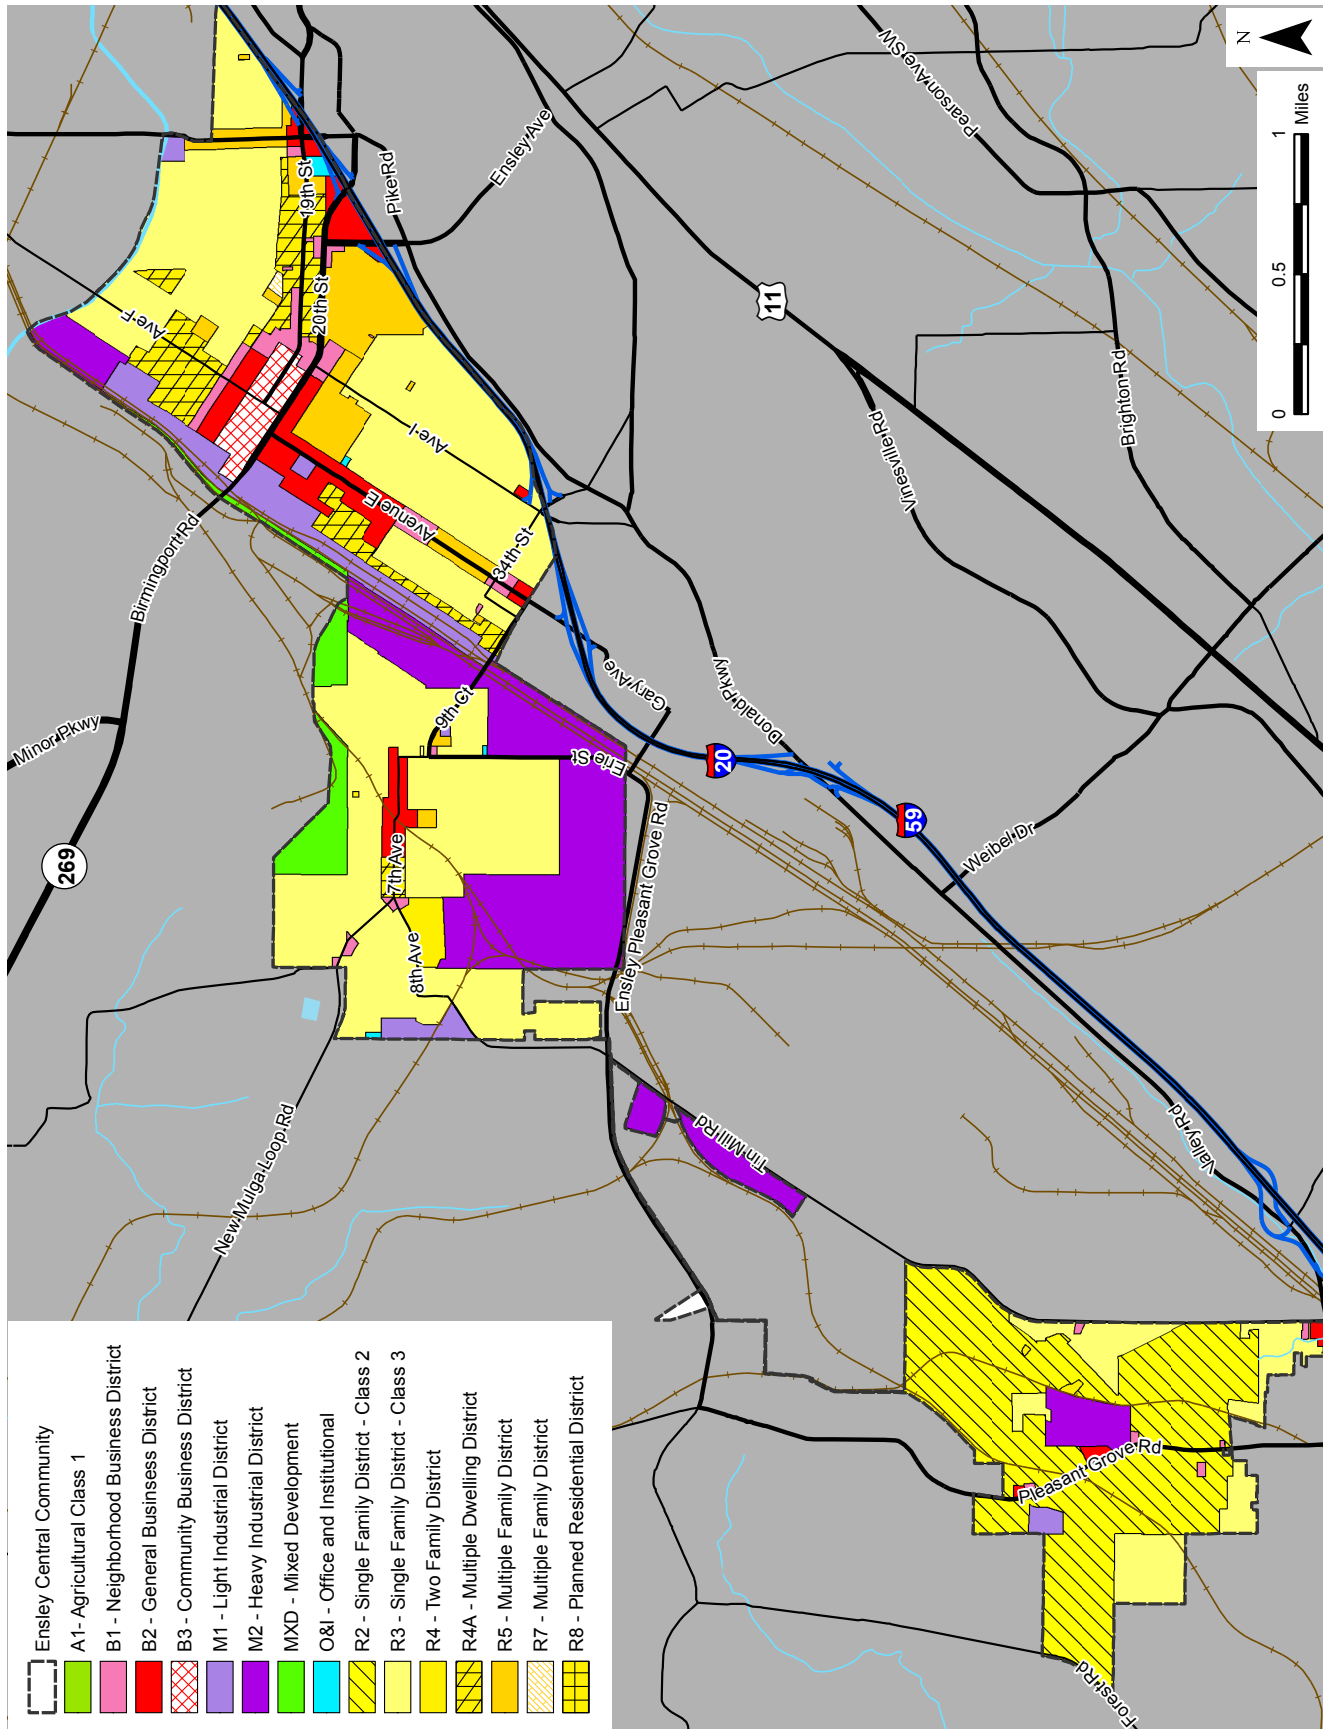 Ensley Central Community
A1- Agricultural Class 1
B1 - Neighborhood Business District
B2 - General Businsess District
B3 - Community Business District
M1 - Light Industrial District
M2 - Heavy Industrial District
MXD - Mixed Development
O&I - Office and Institutional
R2 - Single Family District - Class 2
R3 - Single Family District - Class 3
R4 - Two Family District
R4A - Multiple Dwelling District
R5 - Multiple Family District
R7 - Multiple Family District
R8 - Planned Residential District
New Mulga Loop Rd
269
Minor Pkwy
Birmingport Rd
Ave F
19th St
20th St
Pike Rd
Ensley Ave
Pearson Ave SW
Ave I
Avenue E
34th St
9th Ct
Gary Ave
Erie St
7th Ave
8th Ave
Ensley Pleasant Grove Rd
Donald Pkwy
11
Vinesville Rd
Brighton Rd
20
59
Weibel Dr
Valley Rd
Tin Mill Rd
Pleasant Grove Rd
Forest Rd
N
0 0.5 1
Miles